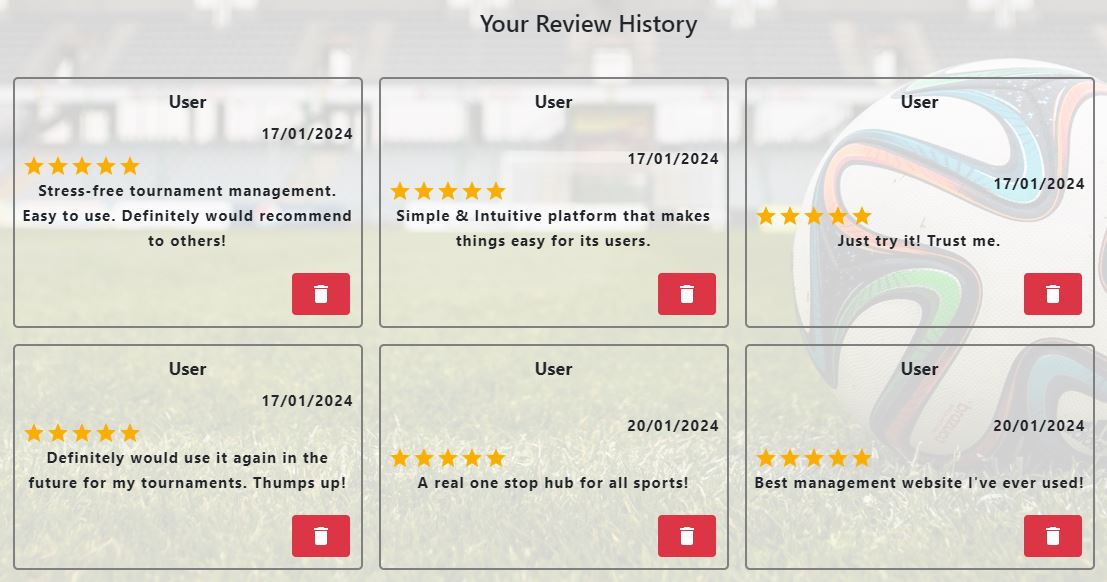 Your Review History
User
17/01/2024
Stress-free tournament management.
Easy to use. Definitely would recommend
to others!
User
17/01/2024
Simple & Intuitive platform that makes
things easy for its users.
User
17/01/2024
Just try it! Trust me.
User
17/01/2024
Definitely would use it again in the
future for my tournaments. Thumps up!
User
20/01/2024
A real one stop hub for all sports!
User
20/01/2024
Best management website I've ever used!